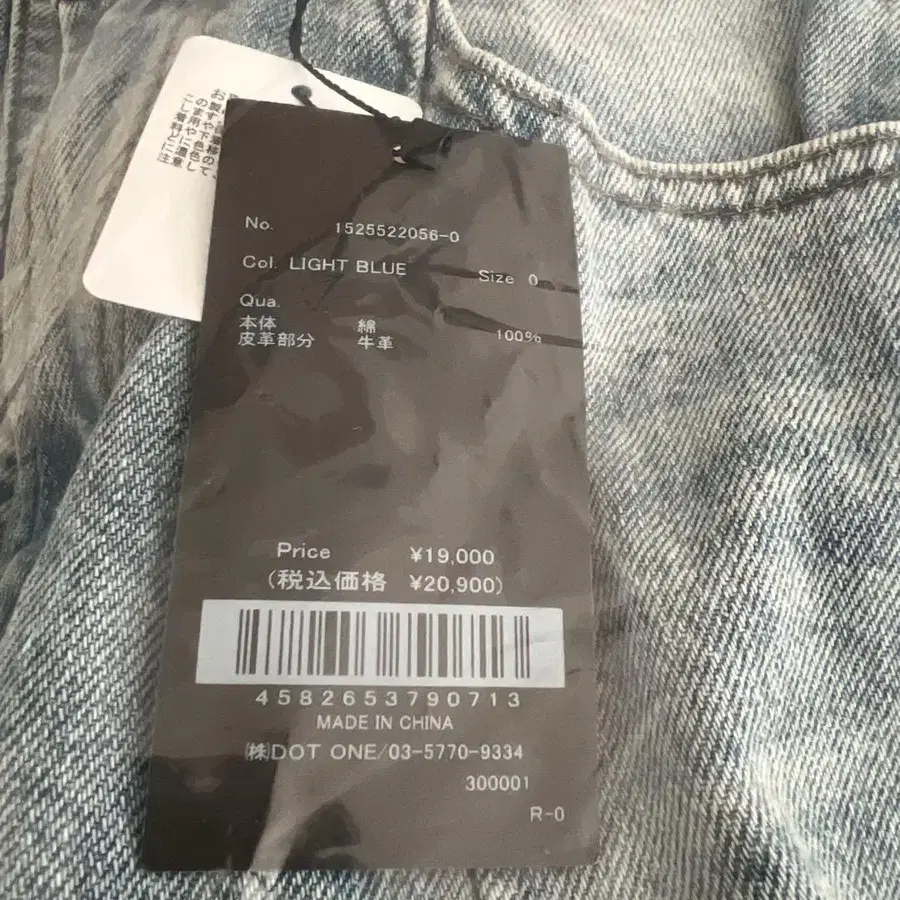 No. 1525522056-0
Col. LIGHT BLUE Size 0
Qua.
本体 綿 100%
皮革部分 牛革
Price ¥19,000
(税込価格 ¥20,900)
4582653790713
MADE IN CHINA
㈱DOT ONE/03-5770-9334
300001
R-0